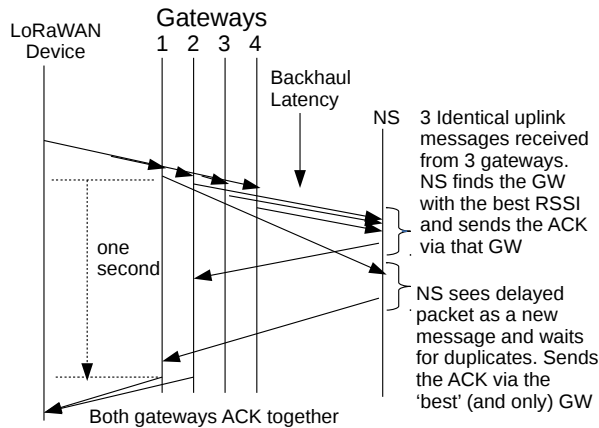 Gateways
LoRaWAN
Device
1 2 3 4
Backhaul
Latency
NS
3 Identical uplink
messages received
from 3 gateways.
NS finds the GW
with the best RSSI
and sends the ACK
via that GW
one
second
NS sees delayed
packet as a new
message and waits
for duplicates. Sends
the ACK via the
‘best’ (and only) GW
Both gateways ACK together